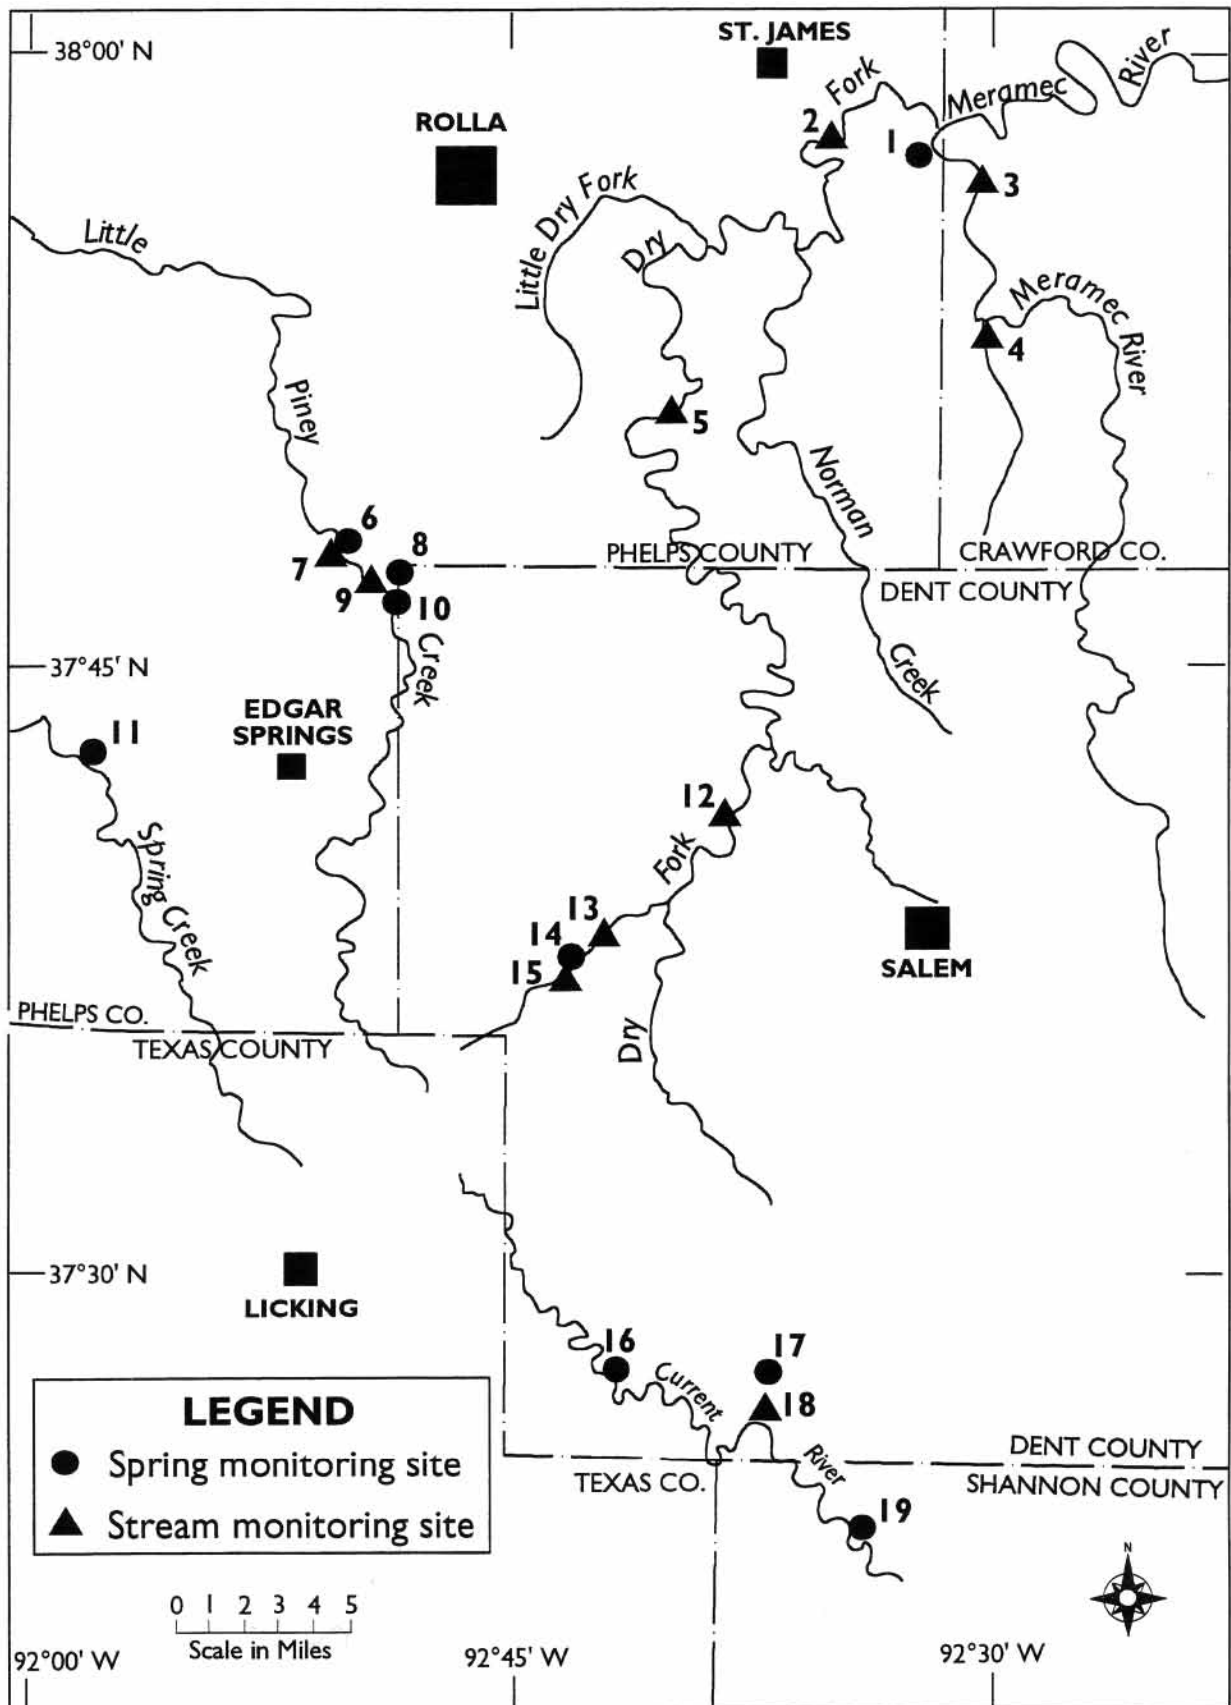 38°00' N
ST. JAMES
Fork
Meramec
River
ROLLA
2
1
3
Little
Little Dry Fork
Dry
Meramec River
4
Piney
5
Norman
6
8
PHELPS COUNTY
CRAWFORD CO.
7
9
10
DENT COUNTY
Creek
Creek
37°45' N
EDGAR
SPRINGS
11
12
Spring Creek
Fork
13
14
15
SALEM
PHELPS CO.
TEXAS COUNTY
Dry
37°30' N
LICKING
16
17
Current
18
LEGEND
Spring monitoring site
Stream monitoring site
River
DENT COUNTY
TEXAS CO.
SHANNON COUNTY
19
N
0 1 2 3 4 5
Scale in Miles
92°00' W
92°45' W
92°30' W